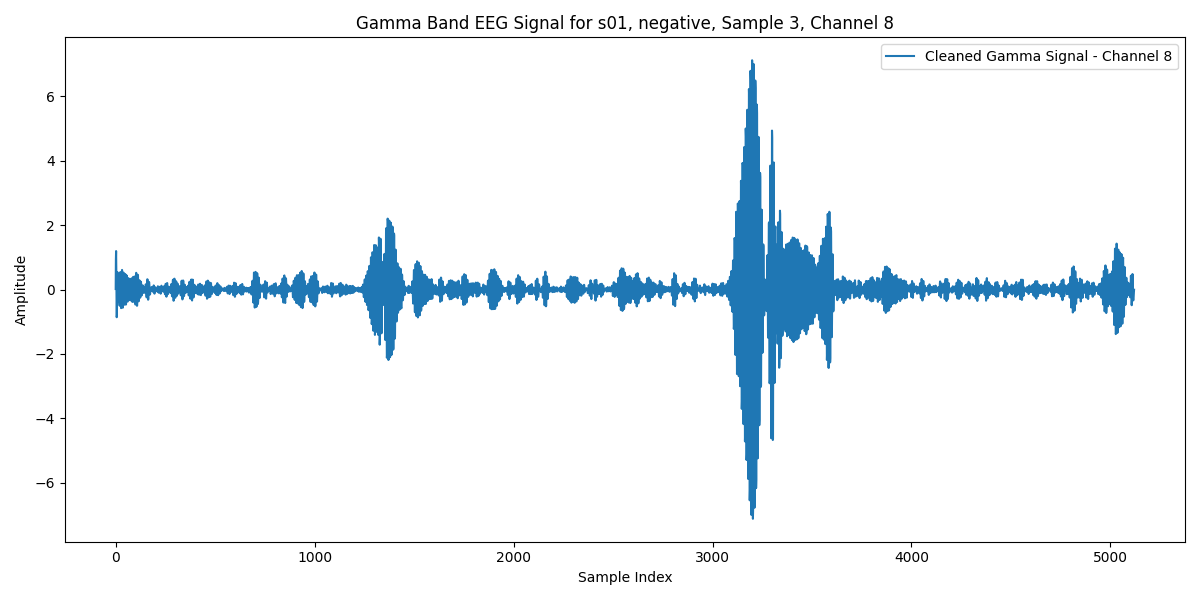 Gamma Band EEG Signal for s01, negative, Sample 3, Channel 8
Cleaned Gamma Signal - Channel 8
Amplitude
6
4
2
0
−2
−4
−6
0 1000 2000 3000 4000 5000
Sample Index